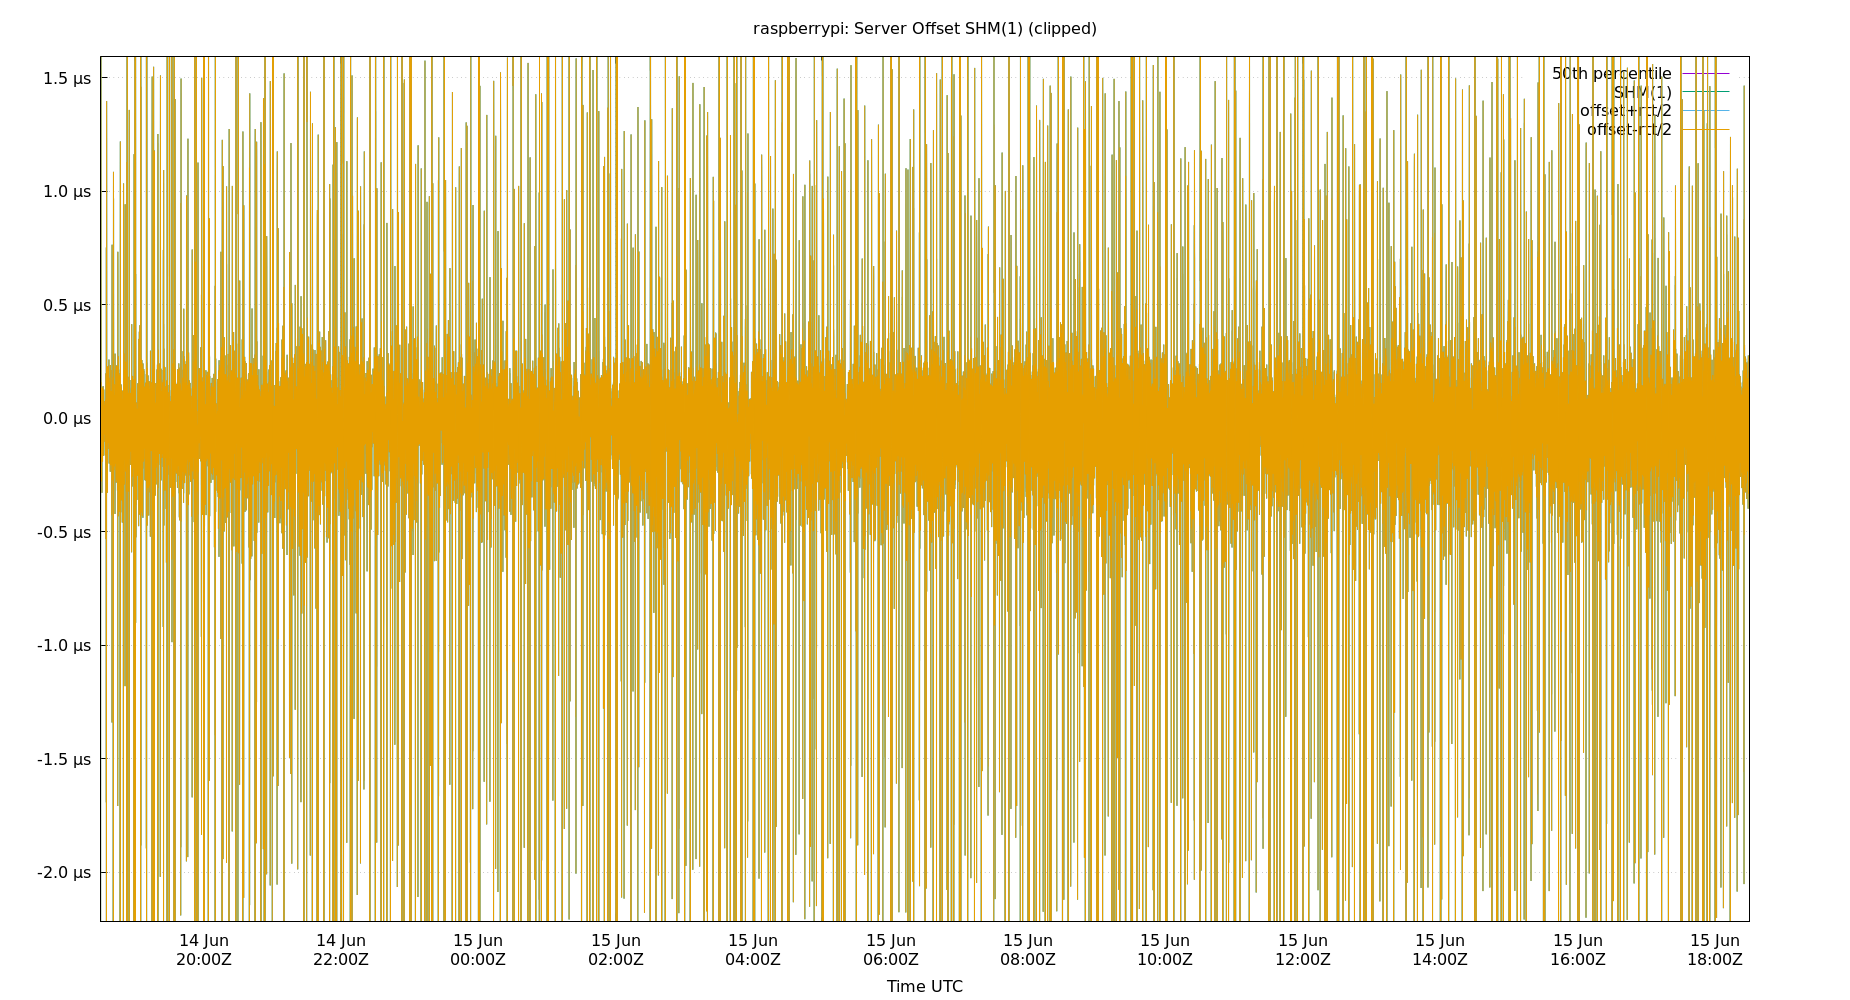 raspberrypi: Server Offset SHM(1) (clipped)
1.5 µs
1.0 µs
0.5 µs
0.0 µs
-0.5 µs
-1.0 µs
-1.5 µs
-2.0 µs
50th percentile
SHM(1)
offset+rtt/2
offset-rtt/2
14 Jun 14 Jun 15 Jun 15 Jun 15 Jun 15 Jun 15 Jun 15 Jun 15 Jun 15 Jun 15 Jun 15 Jun
20:00Z 22:00Z 00:00Z 02:00Z 04:00Z 06:00Z 08:00Z 10:00Z 12:00Z 14:00Z 16:00Z 18:00Z
Time UTC